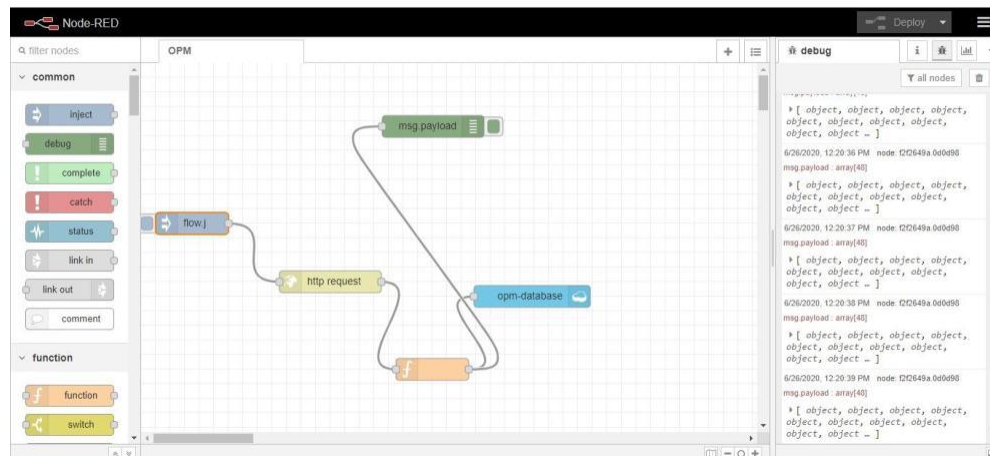 Node-RED
Deploy
filter nodes
OPM
debug
i
all nodes
common
inject
debug
complete
catch
status
link in
link out
comment
function
f function
switch
flow.j
http request
msg.payload
opm-database
f
[ object, object, object, object,
object, object, object, object,
object, object … ]
6/26/2020, 12:20:36 PM node: f2f2649a.0d0d98
msg.payload : array[48]
[ object, object, object, object,
object, object, object, object,
object, object … ]
6/26/2020, 12:20:37 PM node: f2f2649a.0d0d98
msg.payload : array[48]
[ object, object, object, object,
object, object, object, object,
object, object … ]
6/26/2020, 12:20:38 PM node: f2f2649a.0d0d98
msg.payload : array[48]
[ object, object, object, object,
object, object, object, object,
object, object … ]
6/26/2020, 12:20:39 PM node: f2f2649a.0d0d98
msg.payload : array[48]
[ object, object, object, object,
object, object, object, object,
object, object … ]